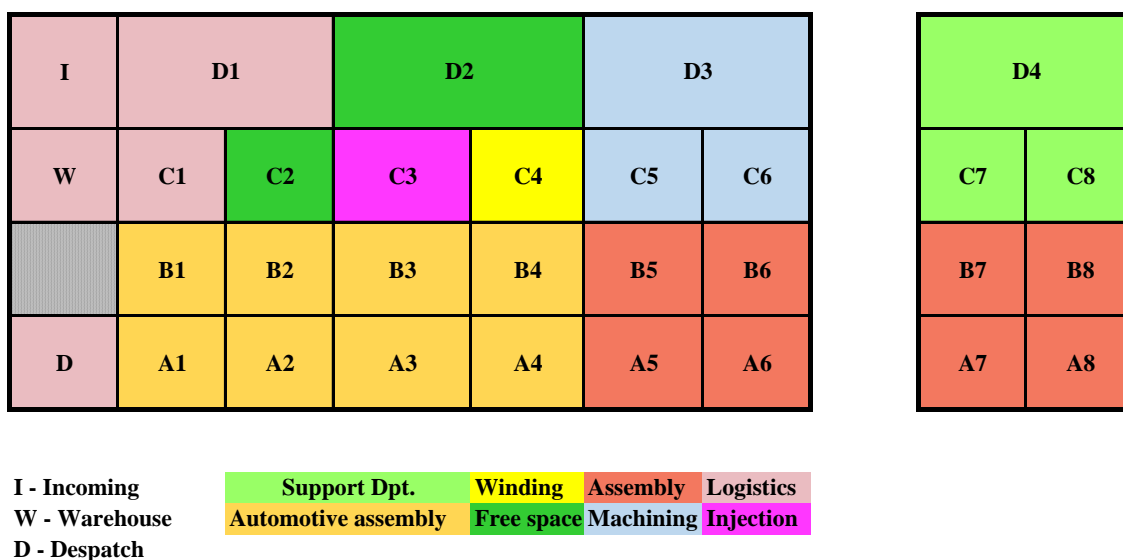 I D1 D2 D3 D4
W C1 C2 C3 C4 C5 C6 C7 C8
B1 B2 B3 B4 B5 B6 B7 B8
D A1 A2 A3 A4 A5 A6 A7 A8
I - Incoming Support Dpt. Winding Assembly Logistics
W - Warehouse Automotive assembly Free space Machining Injection
D - Despatch